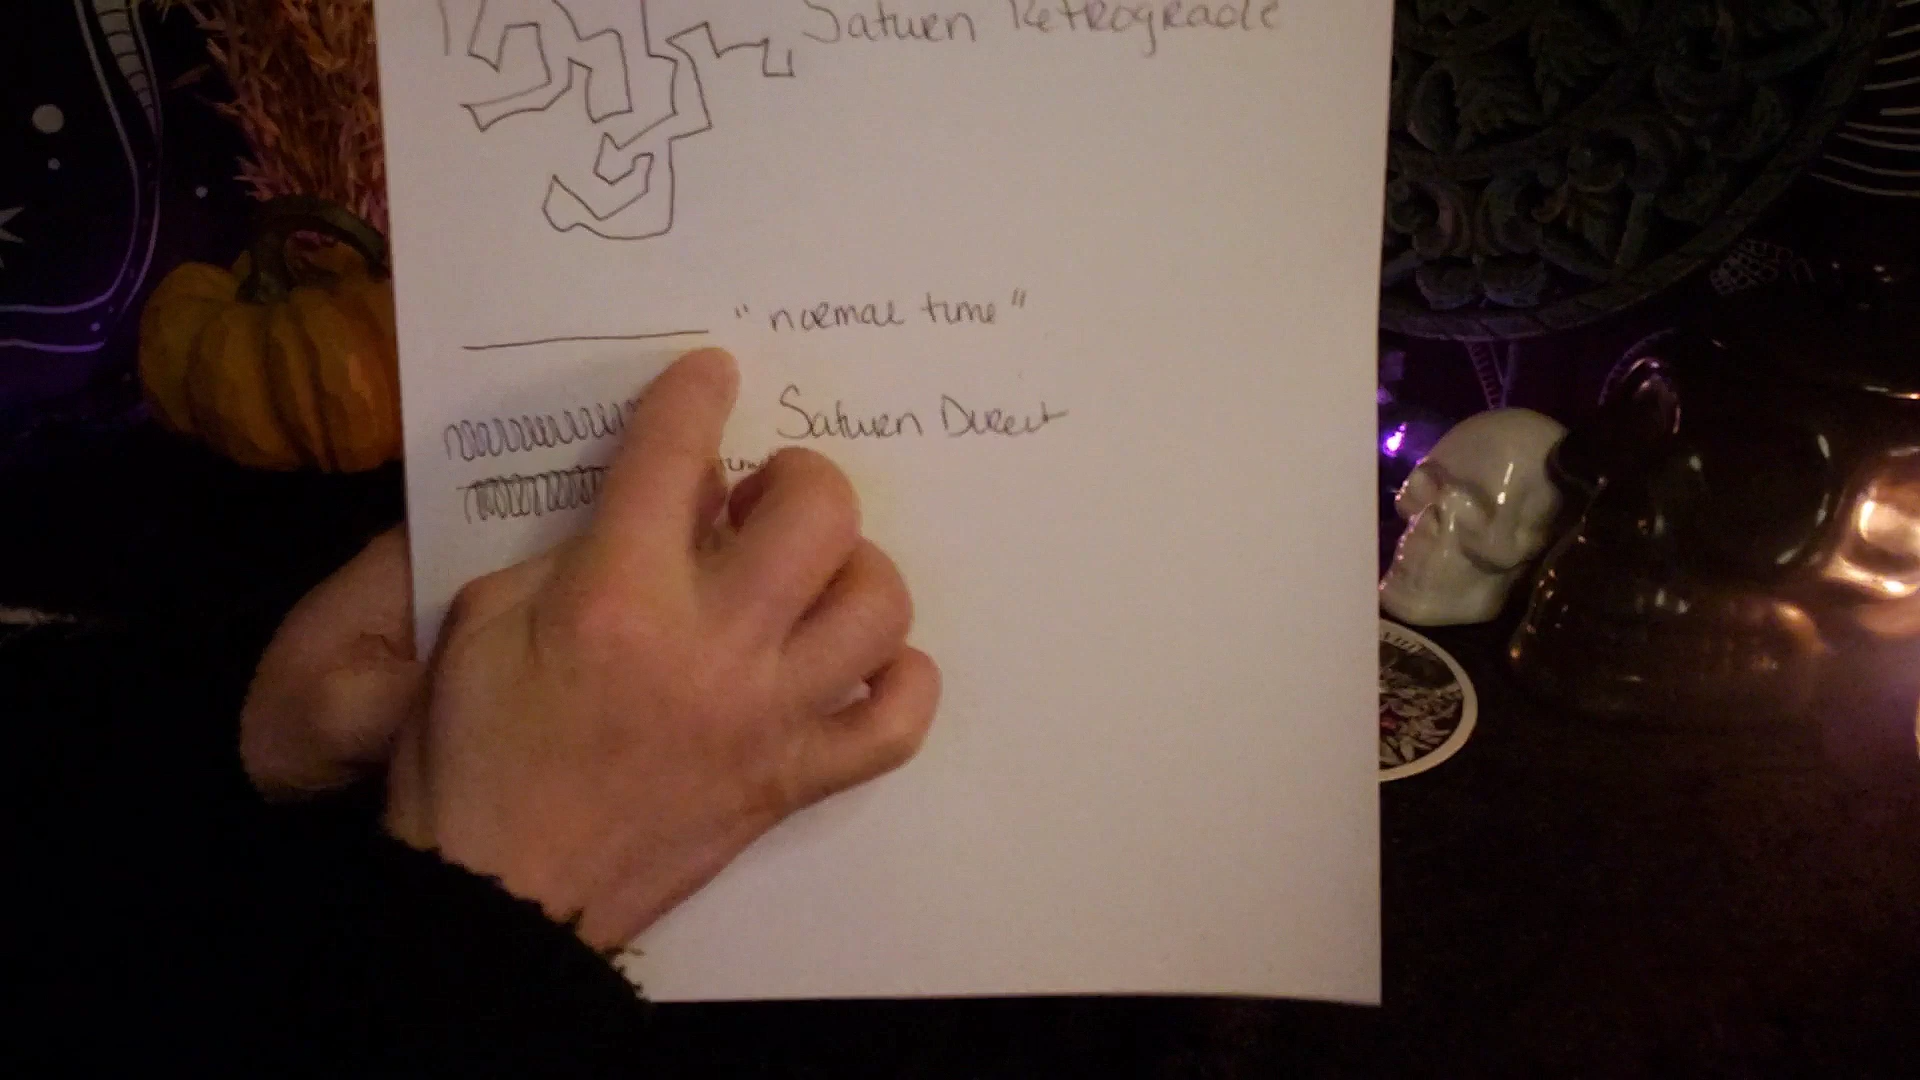 Saturn Retrograde
"normal time"
Saturn Direct